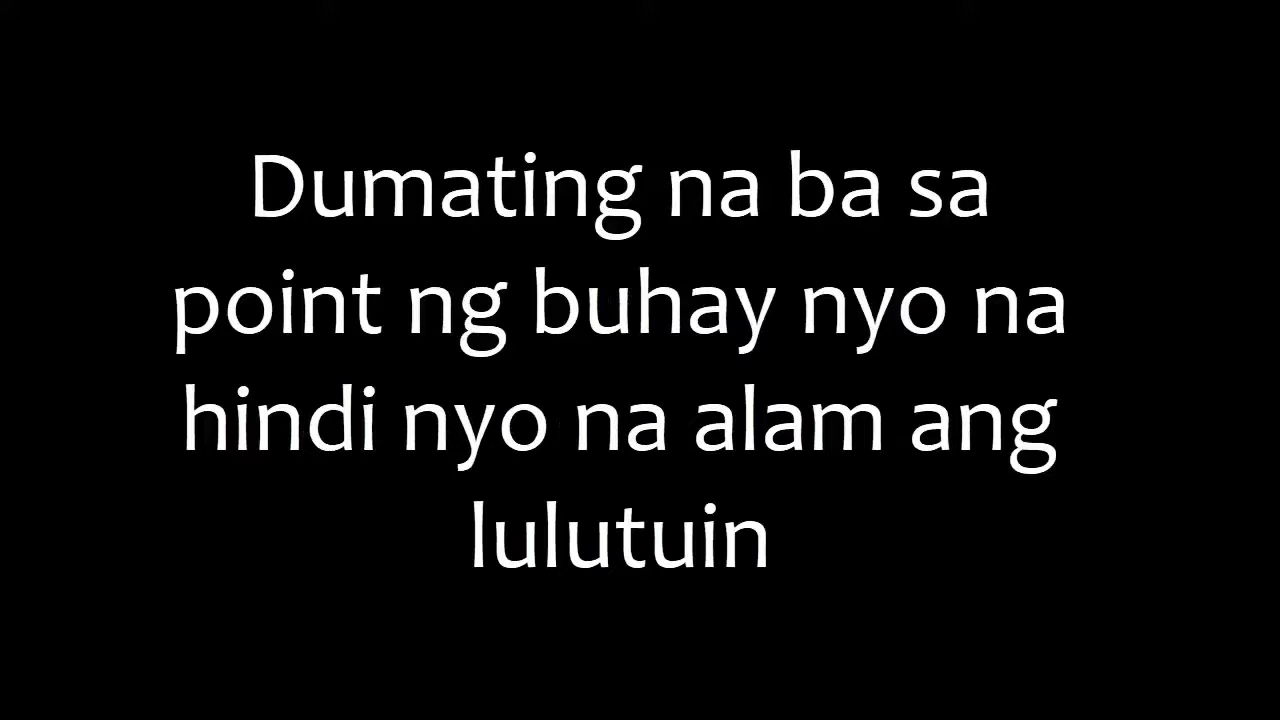 Dumating na ba sa
point ng buhay nyo na
hindi nyo na alam ang
lulutuin